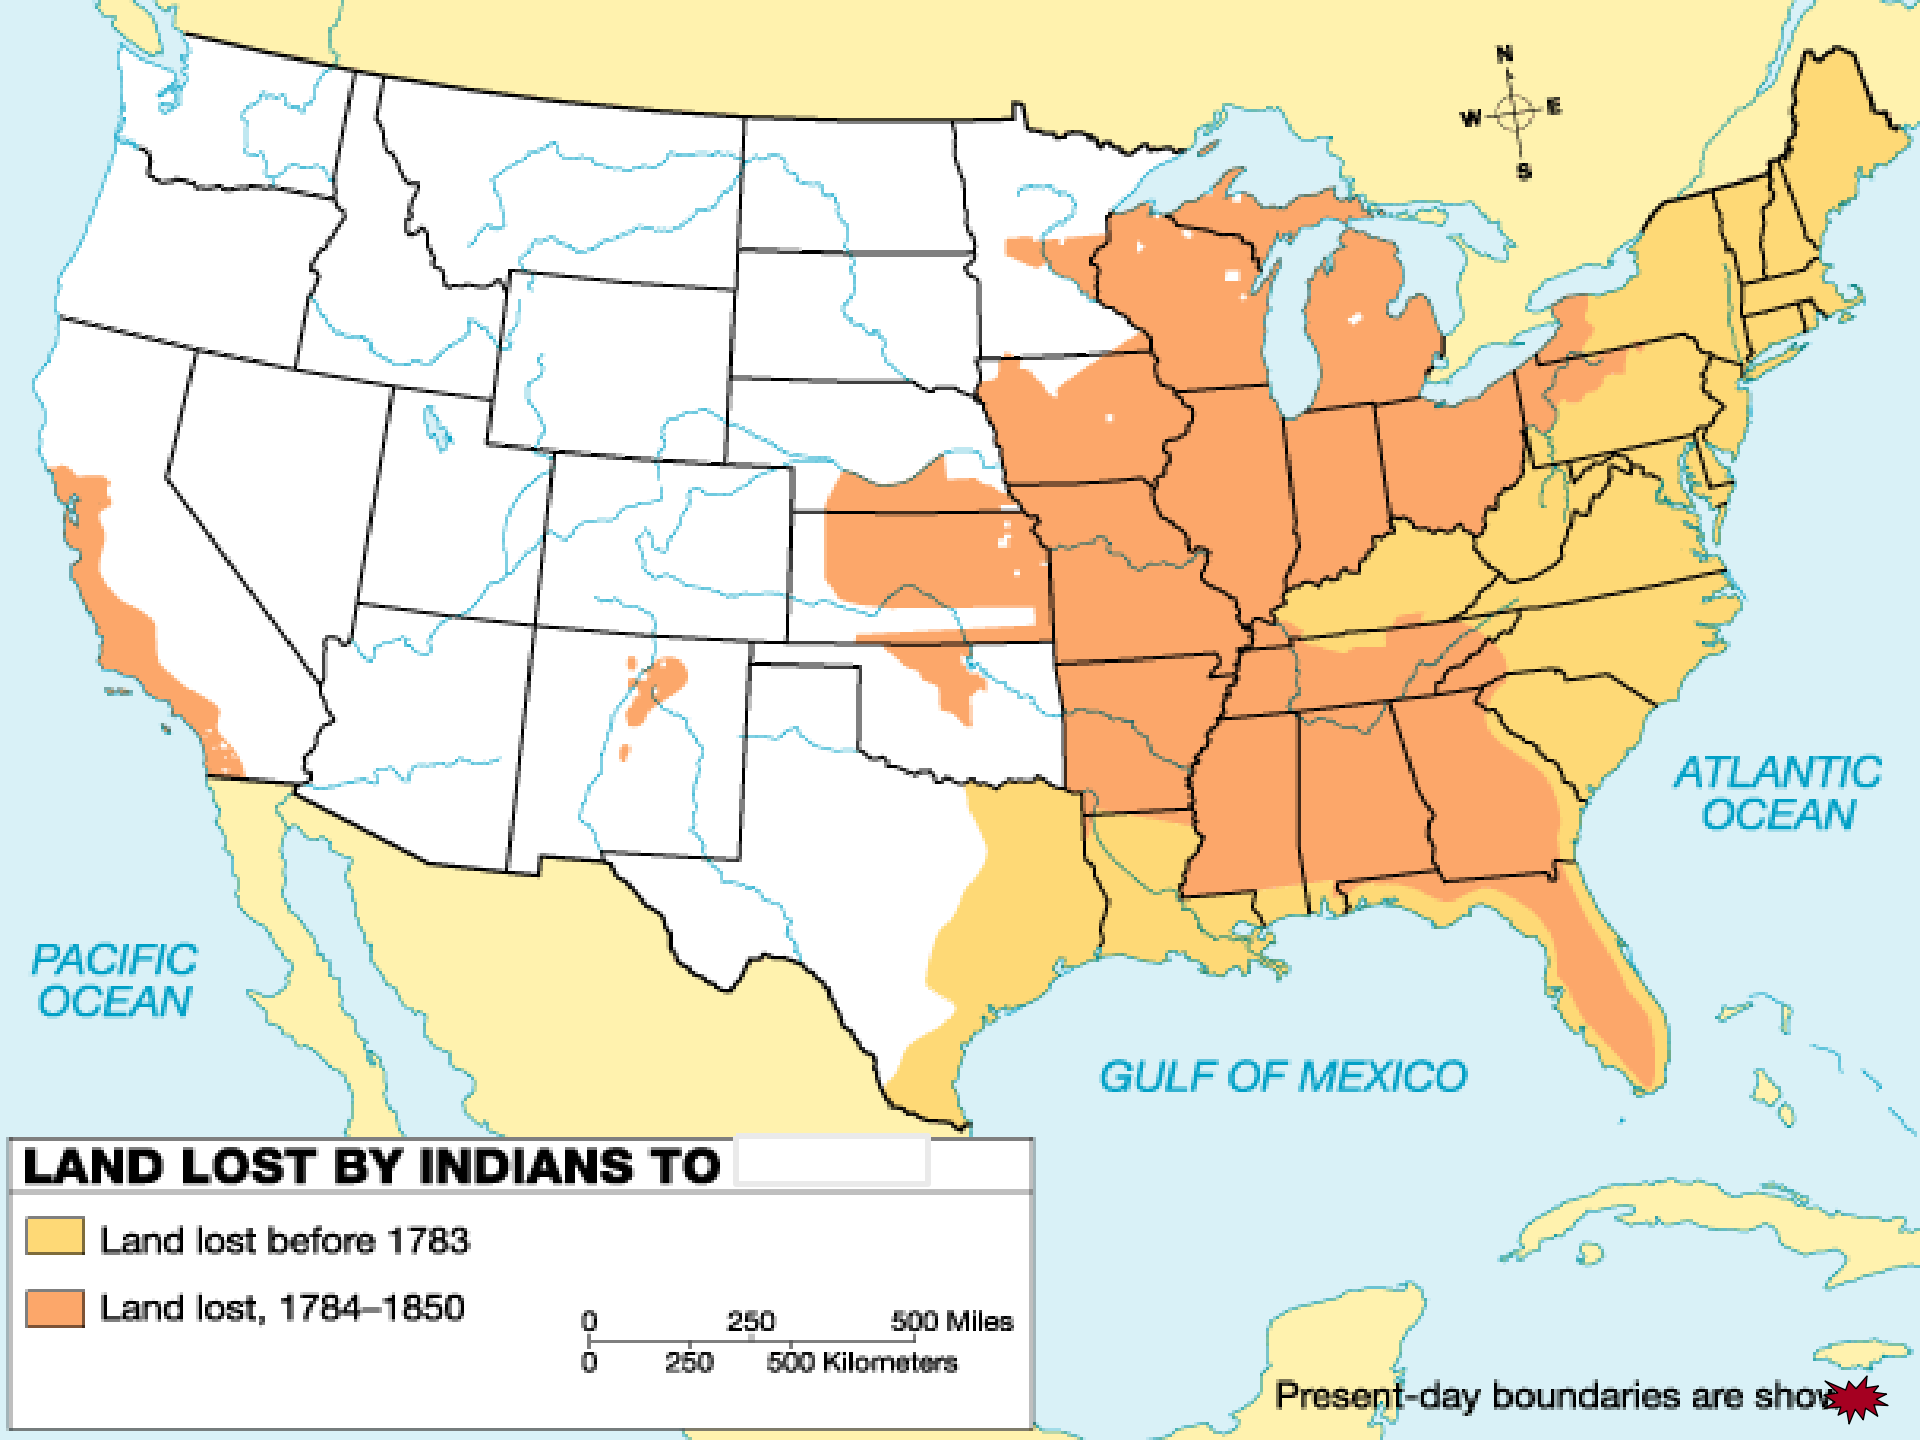 N
W E
S
ATLANTIC
OCEAN
PACIFIC
OCEAN
GULF OF MEXICO
LAND LOST BY INDIANS TO
Land lost before 1783
Land lost, 1784–1850
0 250 500 Miles
0 250 500 Kilometers
Present-day boundaries are